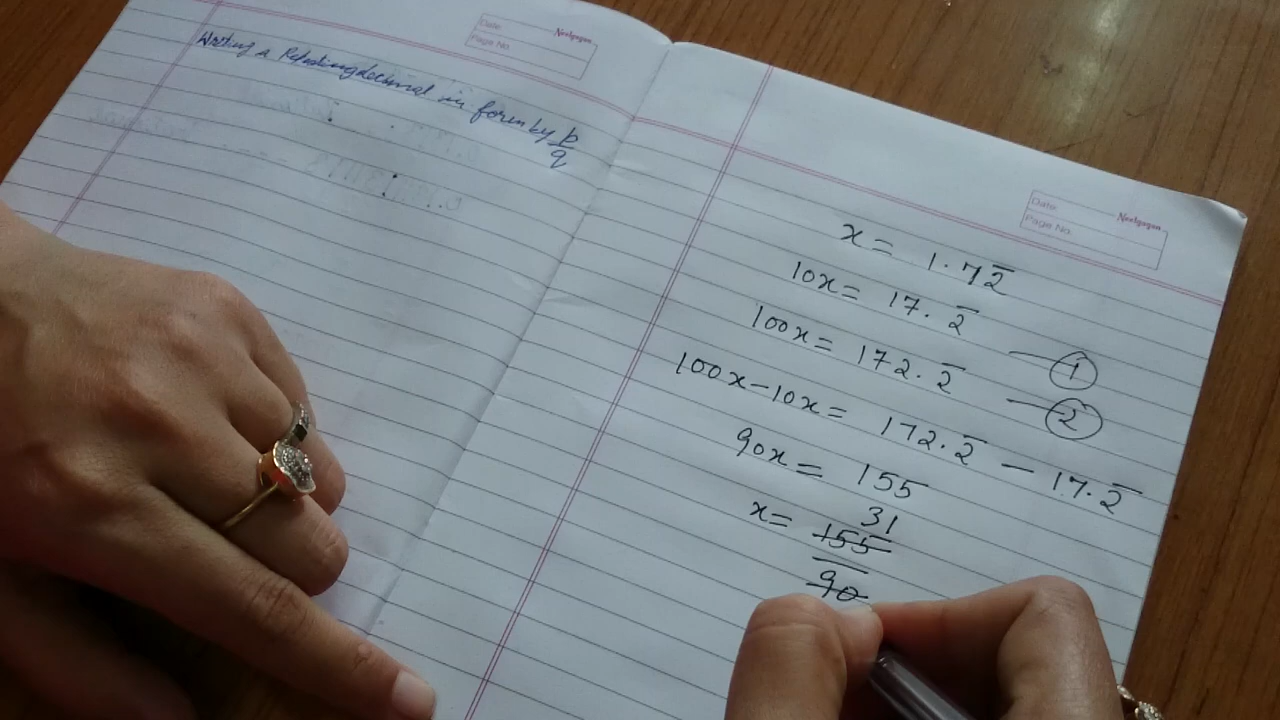 Date
Neelgagan
Page No.
Writing a Repeating decimal in form by p/q
Date
Neelgagan
Page No.
x = 1.72̅
10x = 17.2̅ — ①
100x = 172.2̅ — ②
100x - 10x = 172.2̅ - 17.2̅
90x = 155
31
x = 155
90